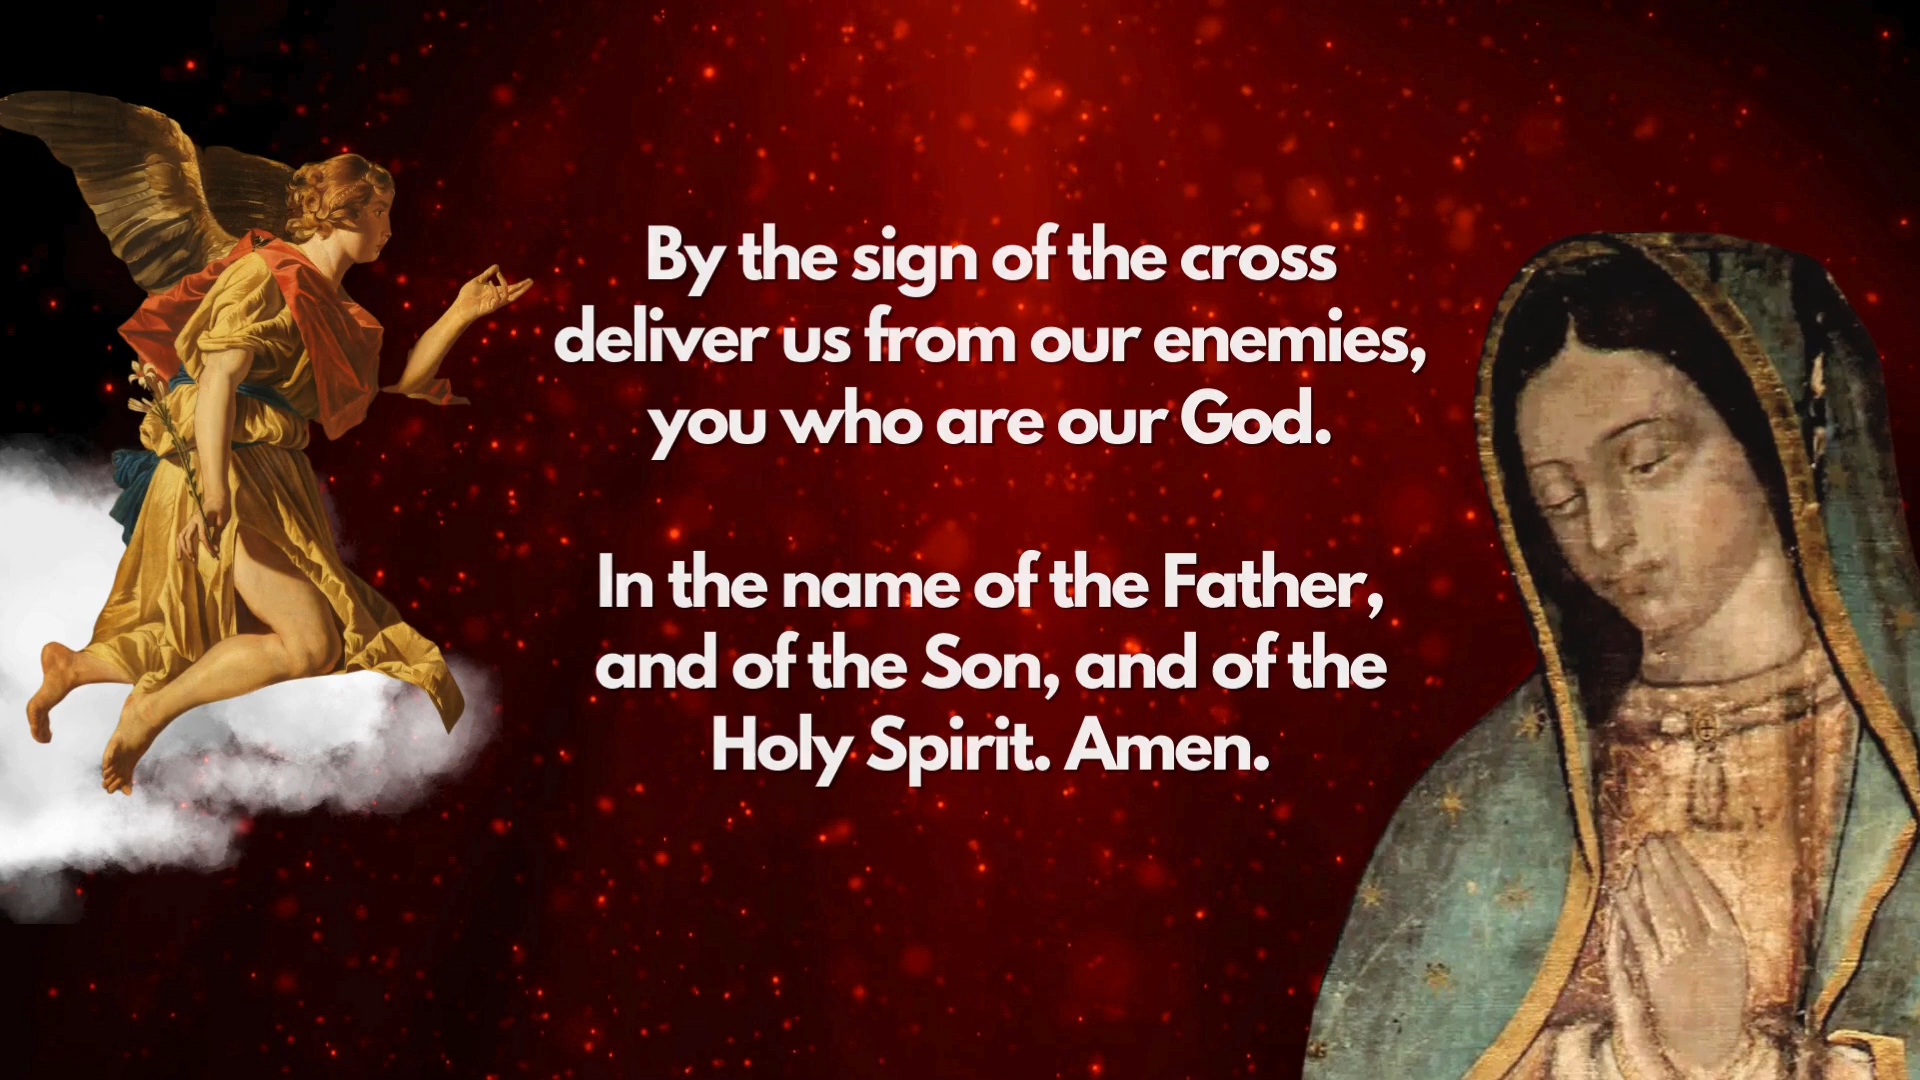 By the sign of the cross
deliver us from our enemies,
you who are our God.
In the name of the Father,
and of the Son, and of the
Holy Spirit. Amen.